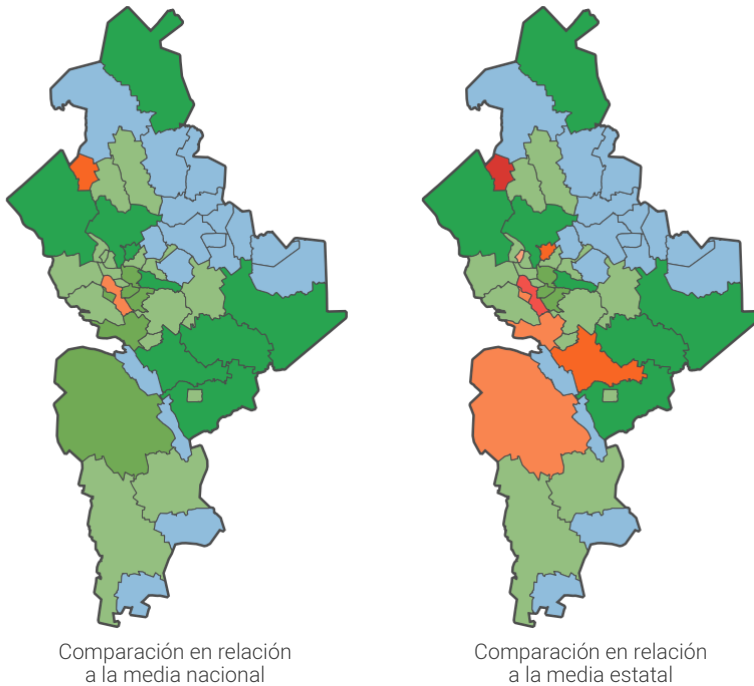 Comparación en relación
a la media nacional
Comparación en relación
a la media estatal